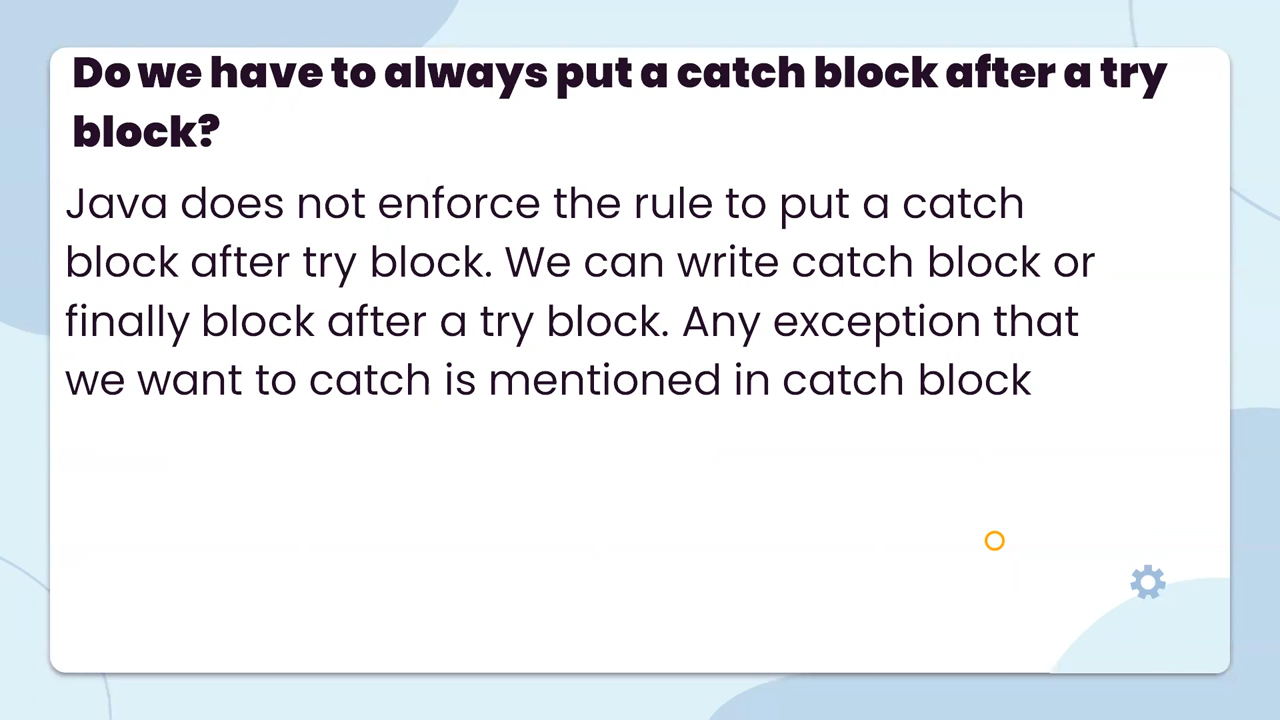 Do we have to always put a catch block after a try
block?
Java does not enforce the rule to put a catch
block after try block. We can write catch block or
finally block after a try block. Any exception that
we want to catch is mentioned in catch block